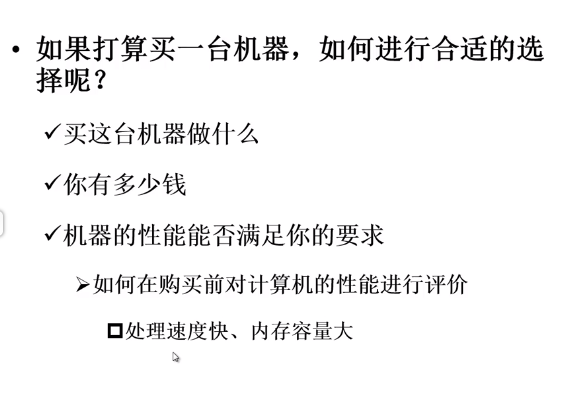 • 如果打算买一台机器，如何进行合适的选
择呢？
✓买这台机器做什么
✓你有多少钱
✓机器的性能能否满足你的要求
➢如何在购买前对计算机的性能进行评价
❑处理速度快、内存容量大